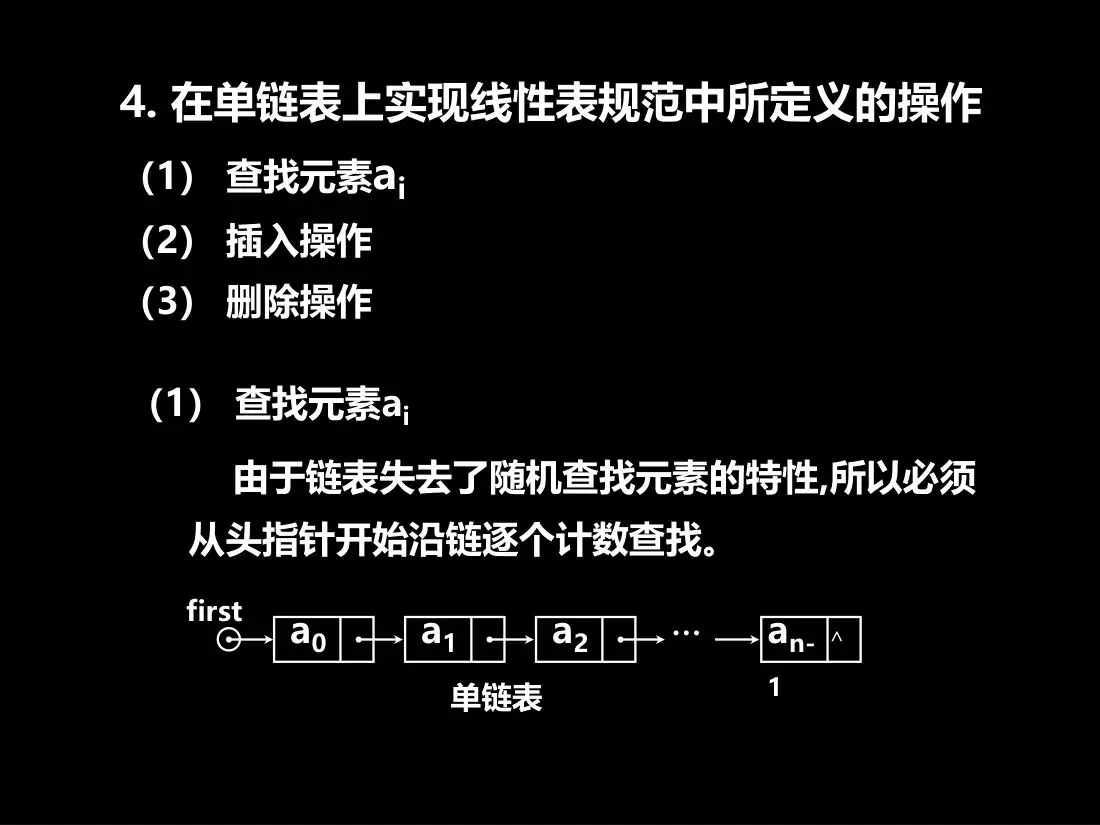 4. 在单链表上实现线性表规范中所定义的操作
（1） 查找元素ai
（2） 插入操作
（3） 删除操作
（1） 查找元素ai
由于链表失去了随机查找元素的特性,所以必须
从头指针开始沿链逐个计数查找。
first
a0 a1 a2 … an- ^
1
单链表